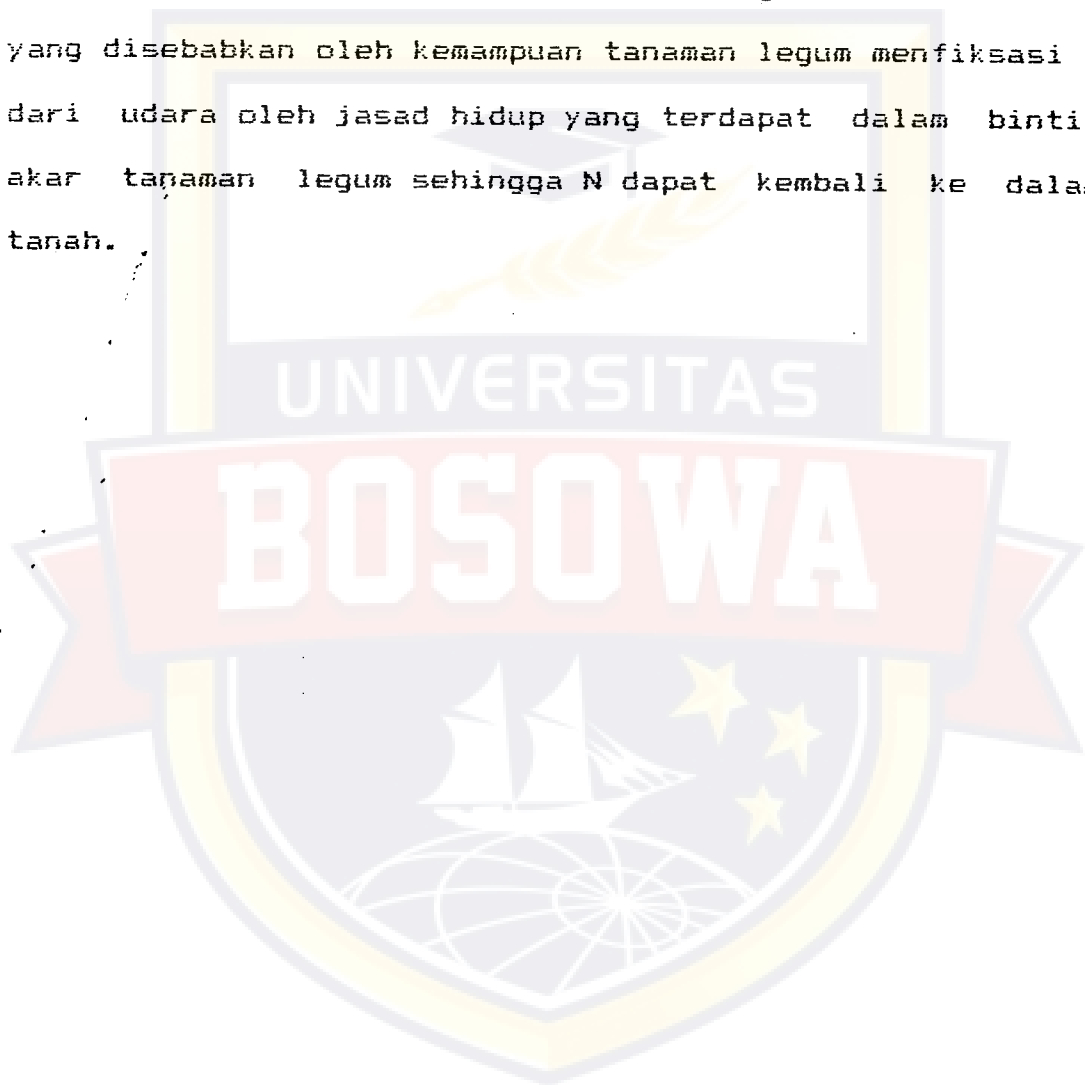 yang disebabkan oleh kemampuan tanaman legum menfiksasi
dari udara oleh jasad hidup yang terdapat dalam binti
akar tanaman legum sehingga N dapat kembali ke dala
tanah.
UNIVERSITAS
BOSOWA